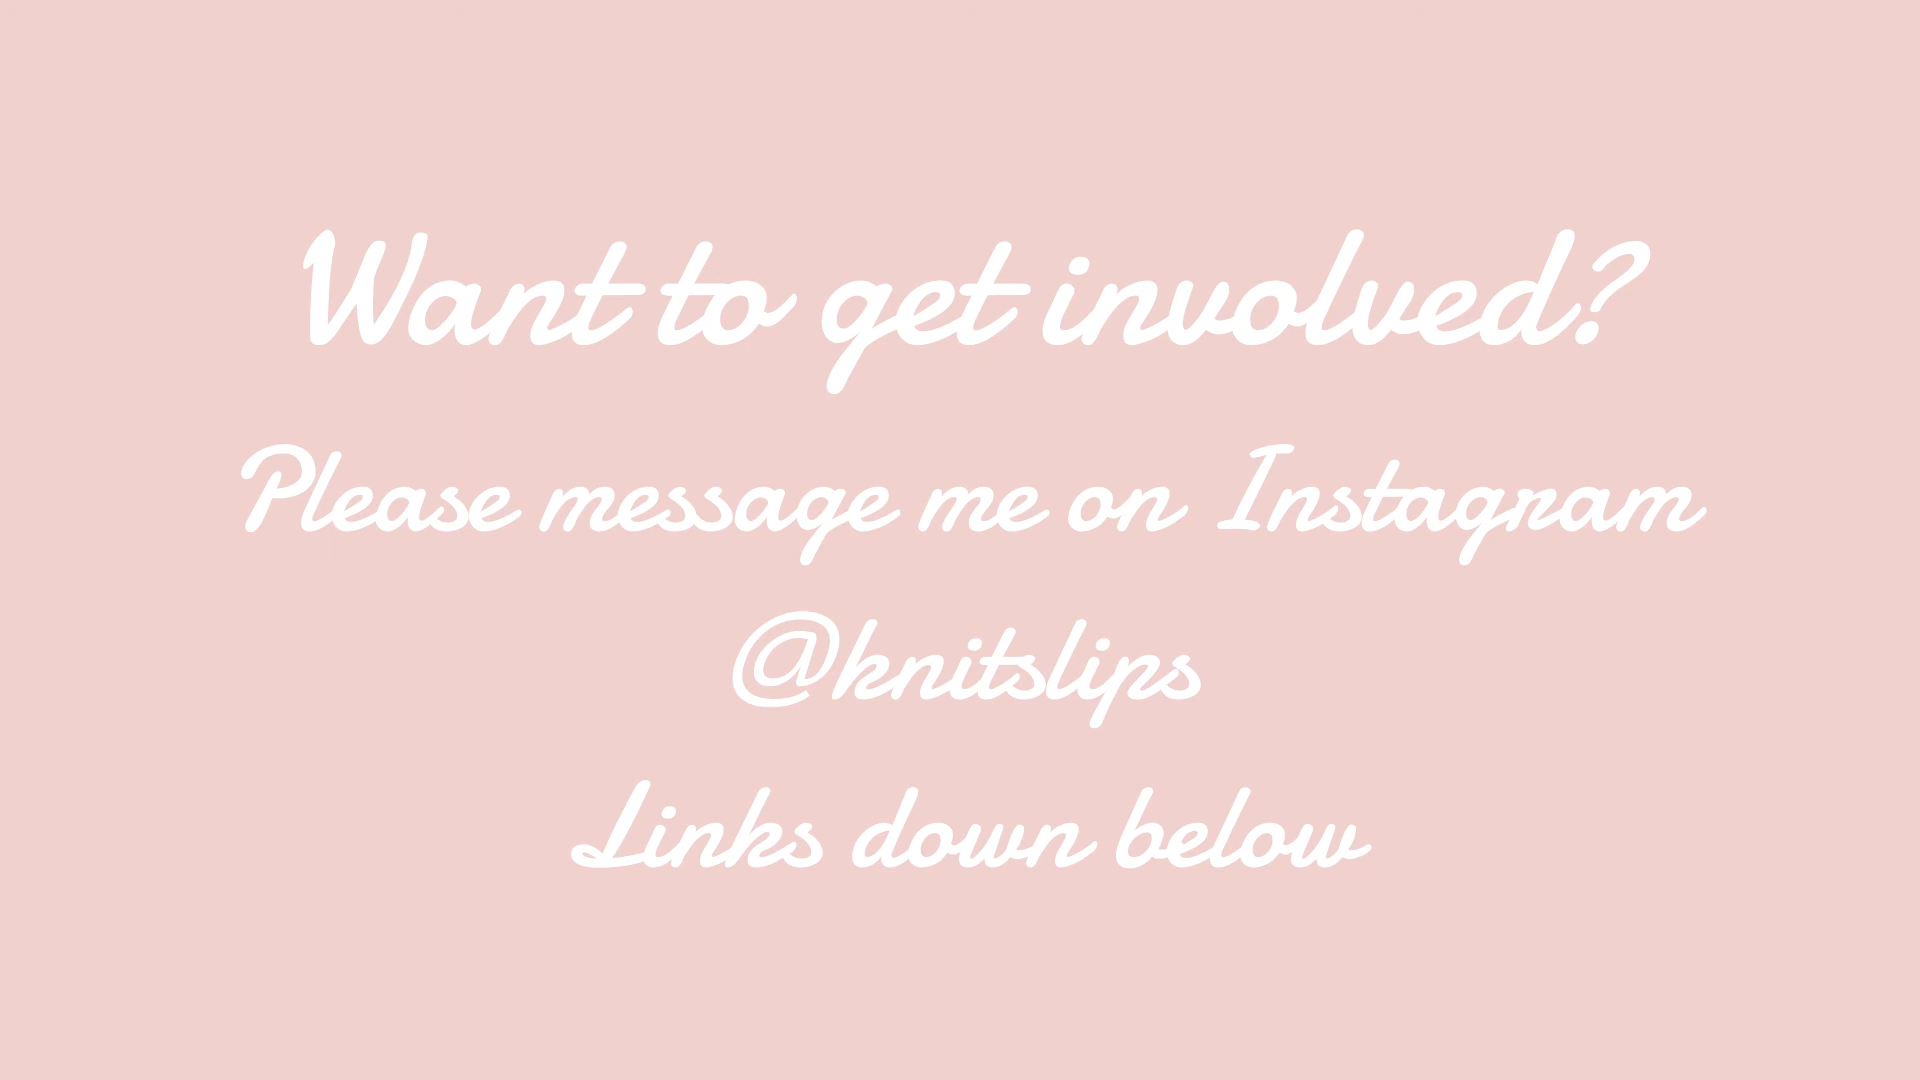 Want to get involved?
Please message me on Instagram
@knitslips
Links down below